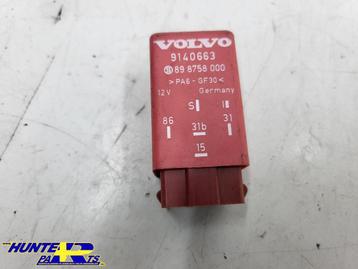 VOLVO
9140663
89 8758 000
>PA6-GF30<
12V Germany
S I
86 31b 31
15
HUNTER
PARTS